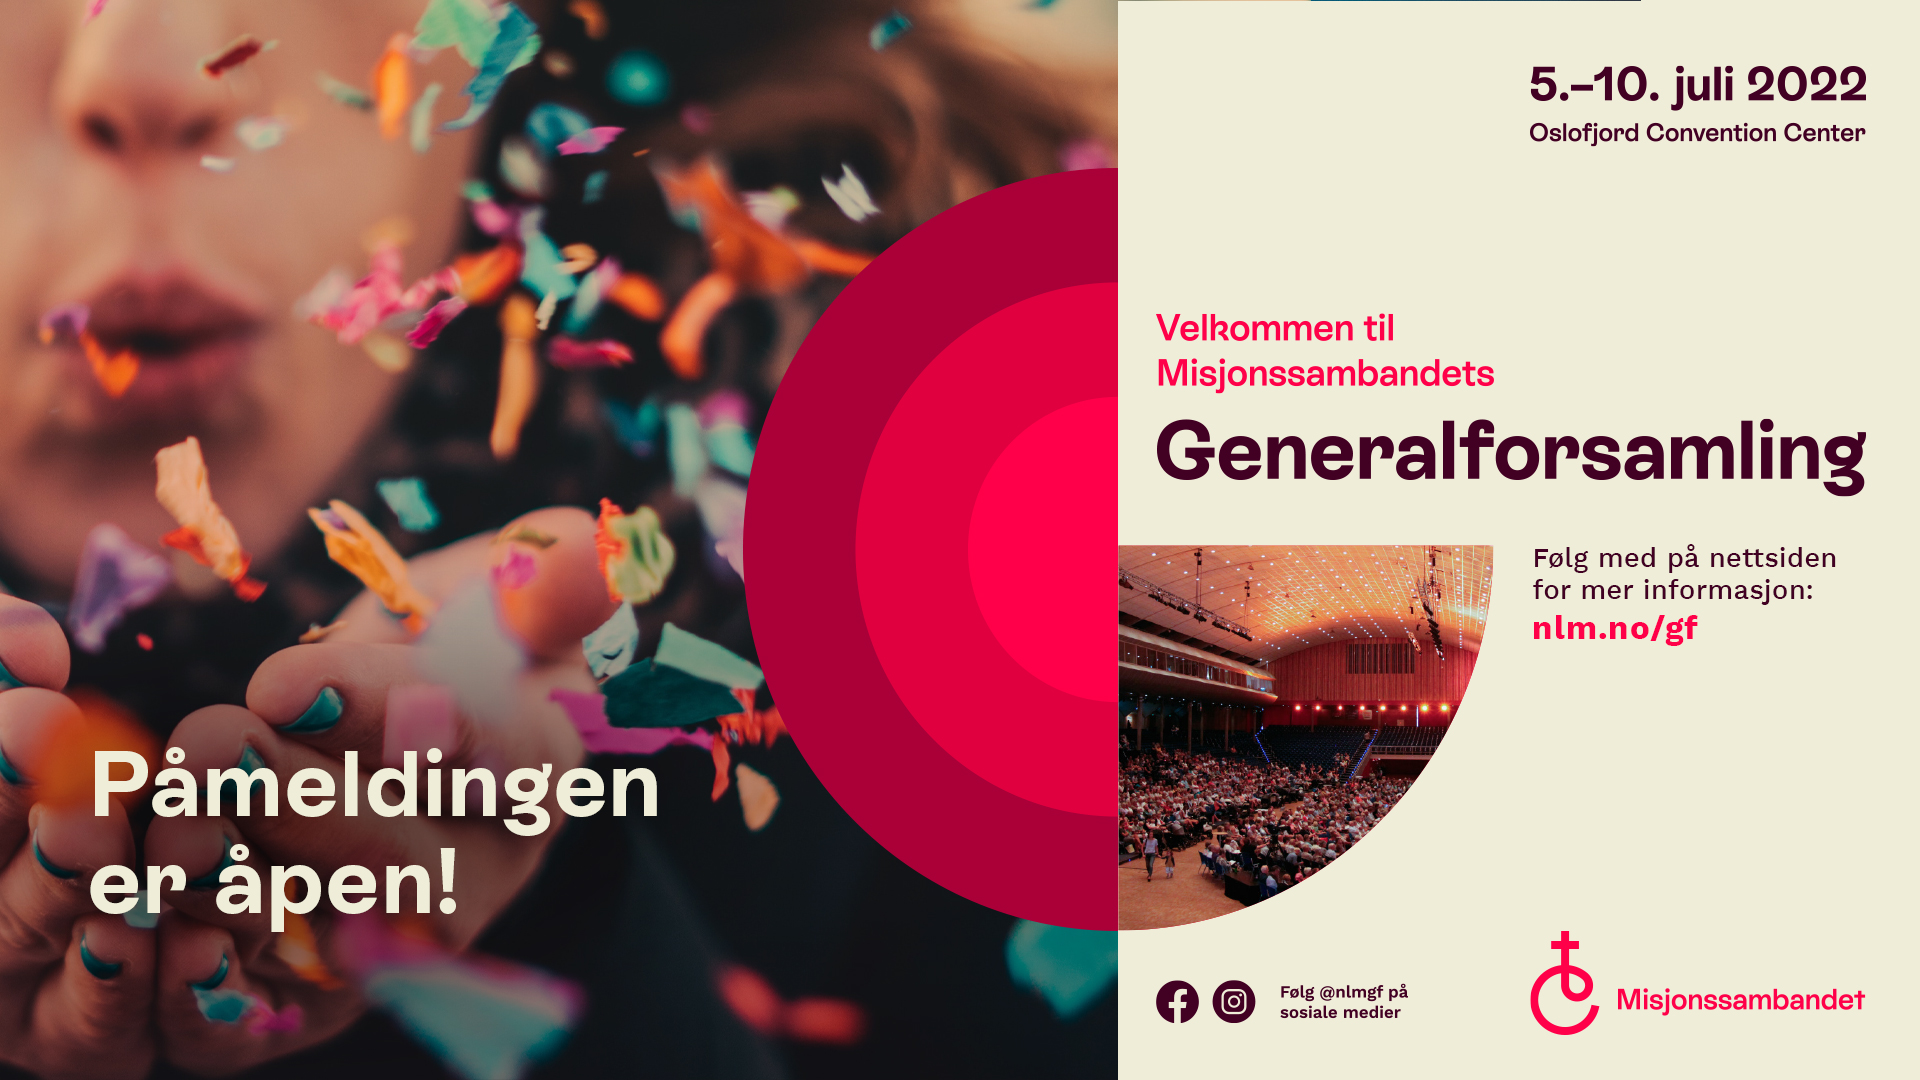 5.–10. juli 2022
Oslofjord Convention Center
Velkommen til
Misjonssambandets
Generalforsamling
Følg med på nettsiden
for mer informasjon:
nlm.no/gf
Påmeldingen
er åpen!
Følg @nlmgf på
sosiale medier
Misjonssambandet